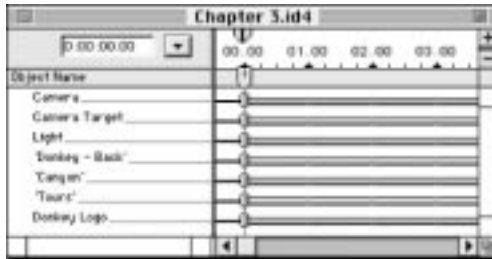 Chapter 3.id4
0:00:00.00
00.00 01.00 02.00 03.00
Object Name
Camera
Camera Target
Light
'Donkey - Back'
'Canyon'
'Tours'
Donkey Logo